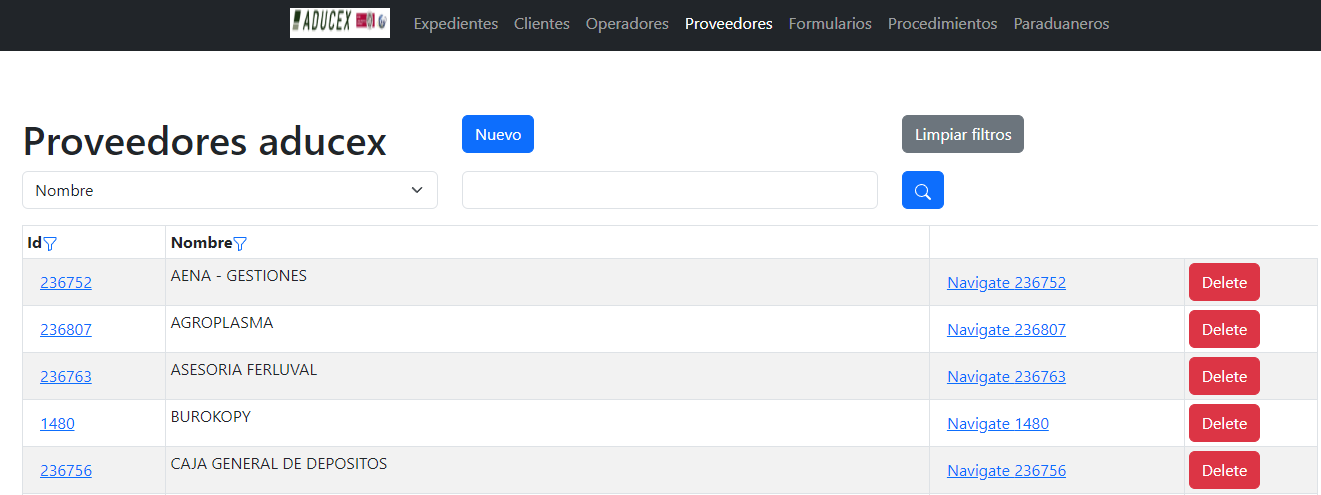 ADUCEX Expedientes Clientes Operadores Proveedores Formularios Procedimientos Paraduaneros
Proveedores aducex Nuevo Limpiar filtros
Nombre
Id Nombre
236752 AENA - GESTIONES Navigate 236752 Delete
236807 AGROPLASMA Navigate 236807 Delete
236763 ASESORIA FERLUVAL Navigate 236763 Delete
1480 BUROKOPY Navigate 1480 Delete
236756 CAJA GENERAL DE DEPOSITOS Navigate 236756 Delete